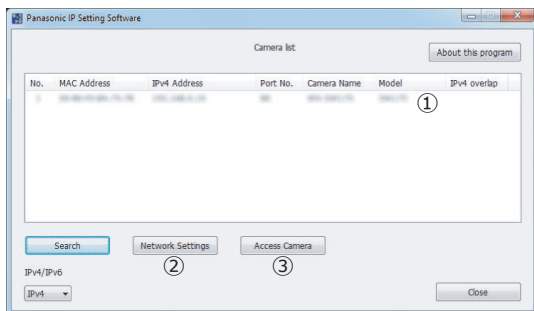 Panasonic IP Setting Software
Camera list
About this program
No. MAC Address IPv4 Address Port No. Camera Name Model IPv4 overlap
①
Search Network Settings Access Camera
② ③
IPv4/IPv6
IPv4 Close